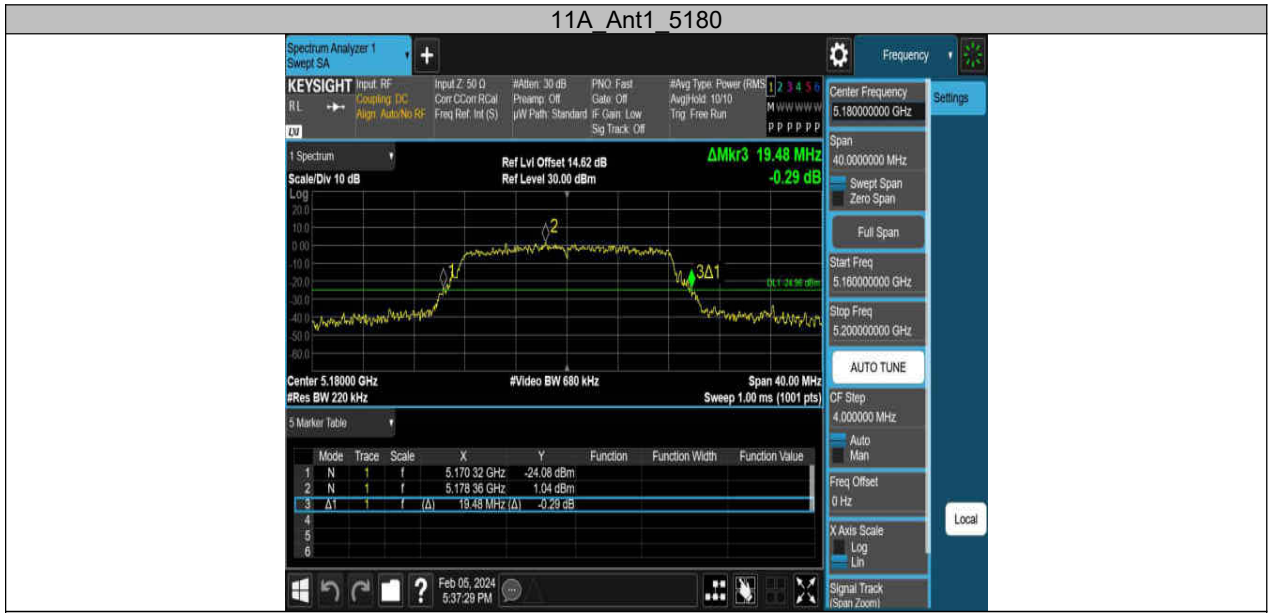 11A_Ant1_5180
Spectrum Analyzer 1
Swept SA
+
Frequency
KEYSIGHT
RL
LXI
Input: RF
Coupling: DC
Align: Auto/No RF
Input Z: 50 Ω
Corr CCorr RCal
Freq Ref: Int (S)
#Atten: 30 dB
Preamp: Off
µW Path: Standard
PNO: Fast
Gate: Off
IF Gain: Low
Sig Track: Off
#Avg Type: Power (RMS
Avg|Hold: 10/10
Trig: Free Run
1 2 3 4 5 6
M W W W W W
P P P P P P
1 Spectrum
Scale/Div 10 dB
Ref Lvl Offset 14.62 dB
Ref Level 30.00 dBm
ΔMkr3 19.48 MHz
-0.29 dB
Log
20.0
10.0
0.00
-10.0
-20.0
-30.0
-40.0
-50.0
-60.0
1
2
3Δ1
DL1 -24.96 dBm
Center 5.18000 GHz
#Video BW 680 kHz
Span 40.00 MHz
#Res BW 220 kHz
Sweep 1.00 ms (1001 pts)
5 Marker Table
Mode Trace Scale X Y Function Function Width Function Value
1 N 1 f 5.170 32 GHz -24.08 dBm
2 N 1 f 5.178 36 GHz 1.04 dBm
3 Δ1 1 f (Δ) 19.48 MHz (Δ) -0.29 dB
4
5
6
?
Feb 05, 2024
5:37:29 PM
Center Frequency
5.180000000 GHz
Settings
Span
40.0000000 MHz
Swept Span
Zero Span
Full Span
Start Freq
5.160000000 GHz
Stop Freq
5.200000000 GHz
AUTO TUNE
CF Step
4.000000 MHz
Auto
Man
Freq Offset
0 Hz
X Axis Scale
Log
Lin
Local
Signal Track
(Span Zoom)